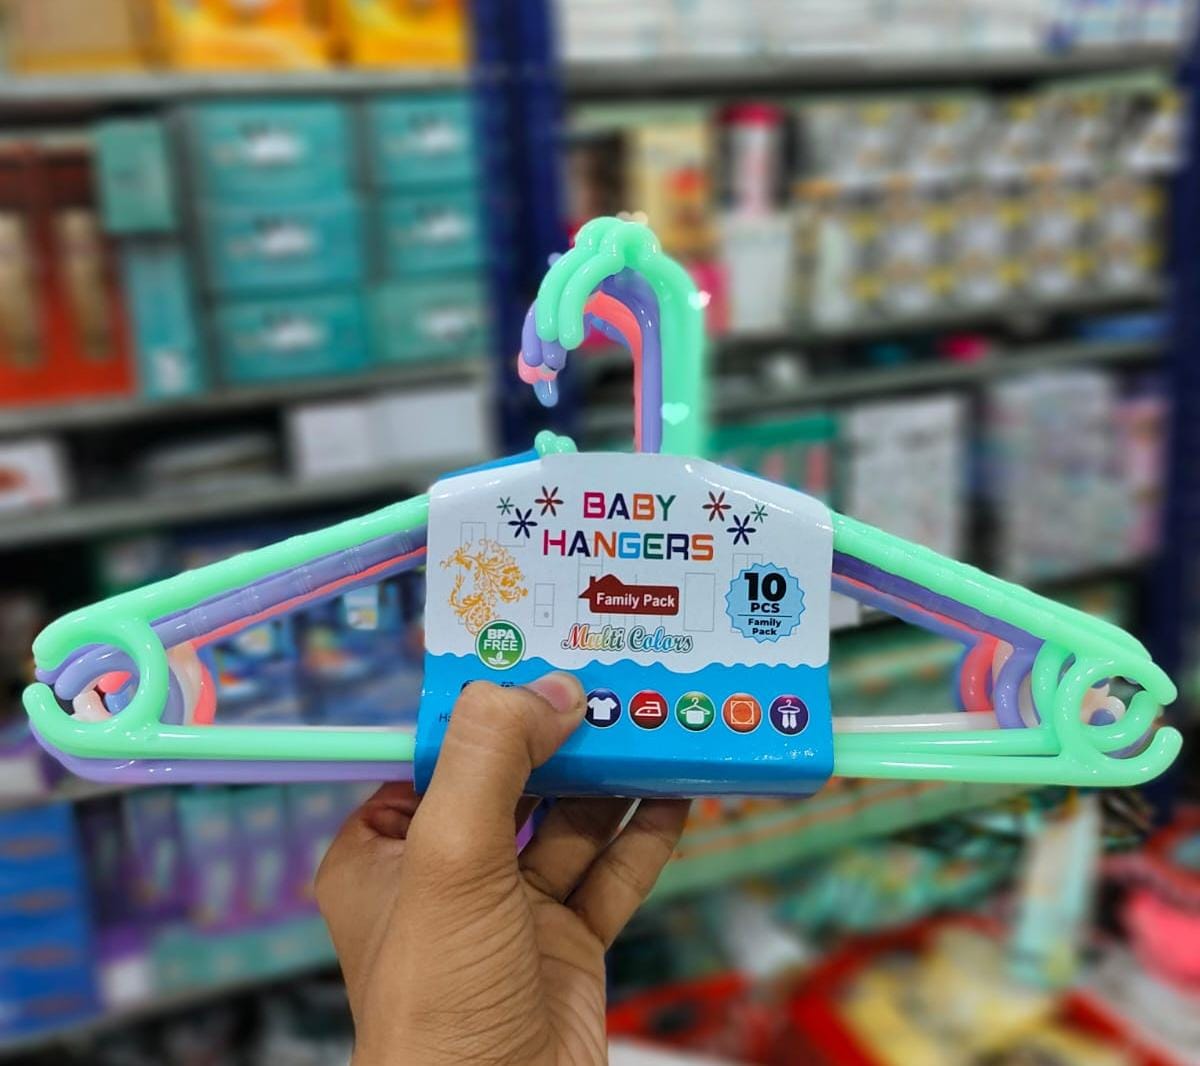 BABY
HANGERS
Family Pack
10
PCS
Family
Pack
BPA
FREE
Multi Colors